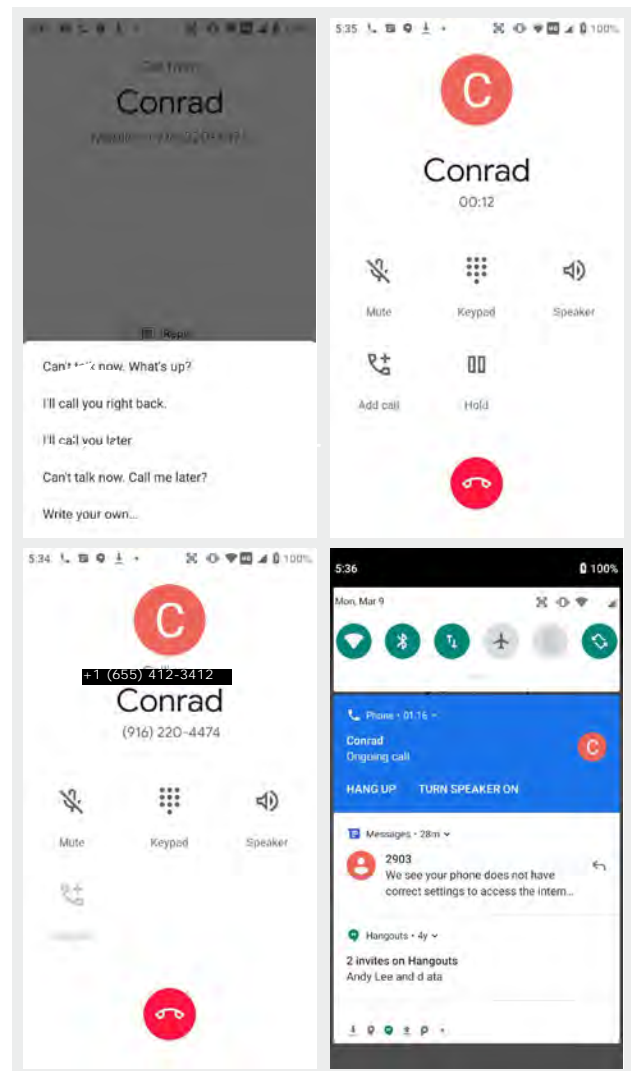 Conrad
Can't now. What's up?
I'll call you right back.
I'll call you later
Can't talk now. Call me later?
Write your own...
5:35
100%
C
Conrad
00:12
Mute
Keypad
Speaker
Add call
Hold
5:34
100%
C
+1 (655) 412-3412
Conrad
(916) 220-4474
Mute
Keypad
Speaker
5:36
100%
Mon, Mar 9
Phone • 01:16
Conrad
Ongoing call
C
HANG UP
TURN SPEAKER ON
Messages • 28m
2903
We see your phone does not have
correct settings to access the intern...
Hangouts • 4y
2 invites on Hangouts
Andy Lee and d ata